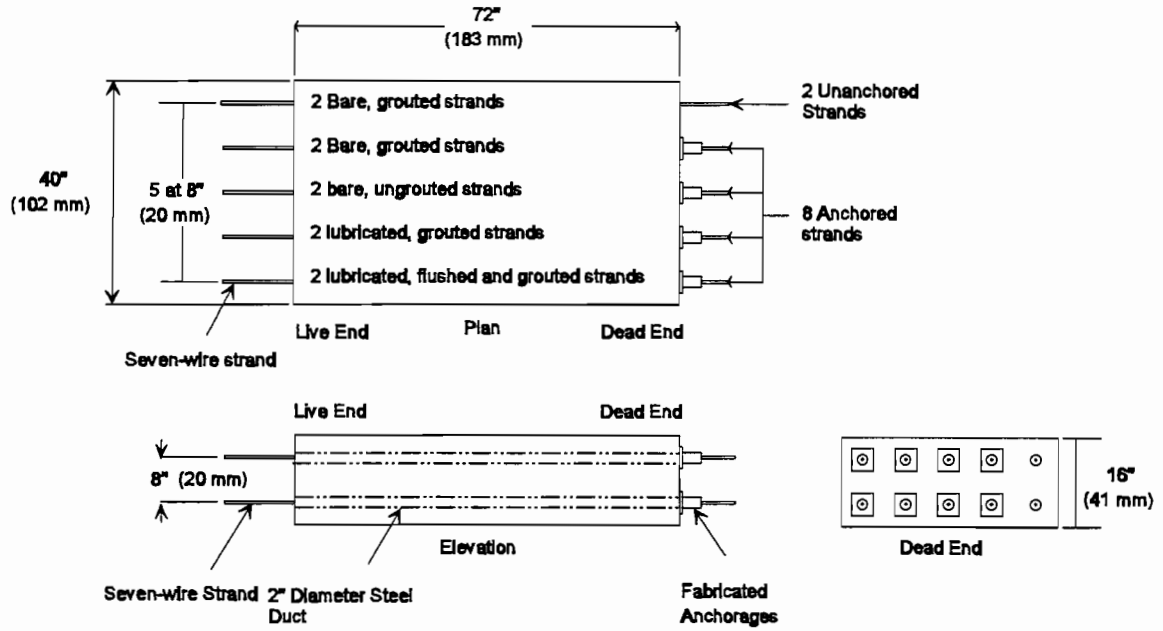 72"
(183 mm)
2 Bare, grouted strands
2 Unanchored
Strands
2 Bare, grouted strands
40"
(102 mm)
5 at 8"
(20 mm)
2 bare, ungrouted strands
2 lubricated, grouted strands
8 Anchored
strands
2 lubricated, flushed and grouted strands
Live End
Plan
Dead End
Seven-wire strand
Live End
Dead End
8" (20 mm)
16"
(41 mm)
Elevation
Dead End
Seven-wire Strand
2" Diameter Steel
Duct
Fabricated
Anchorages